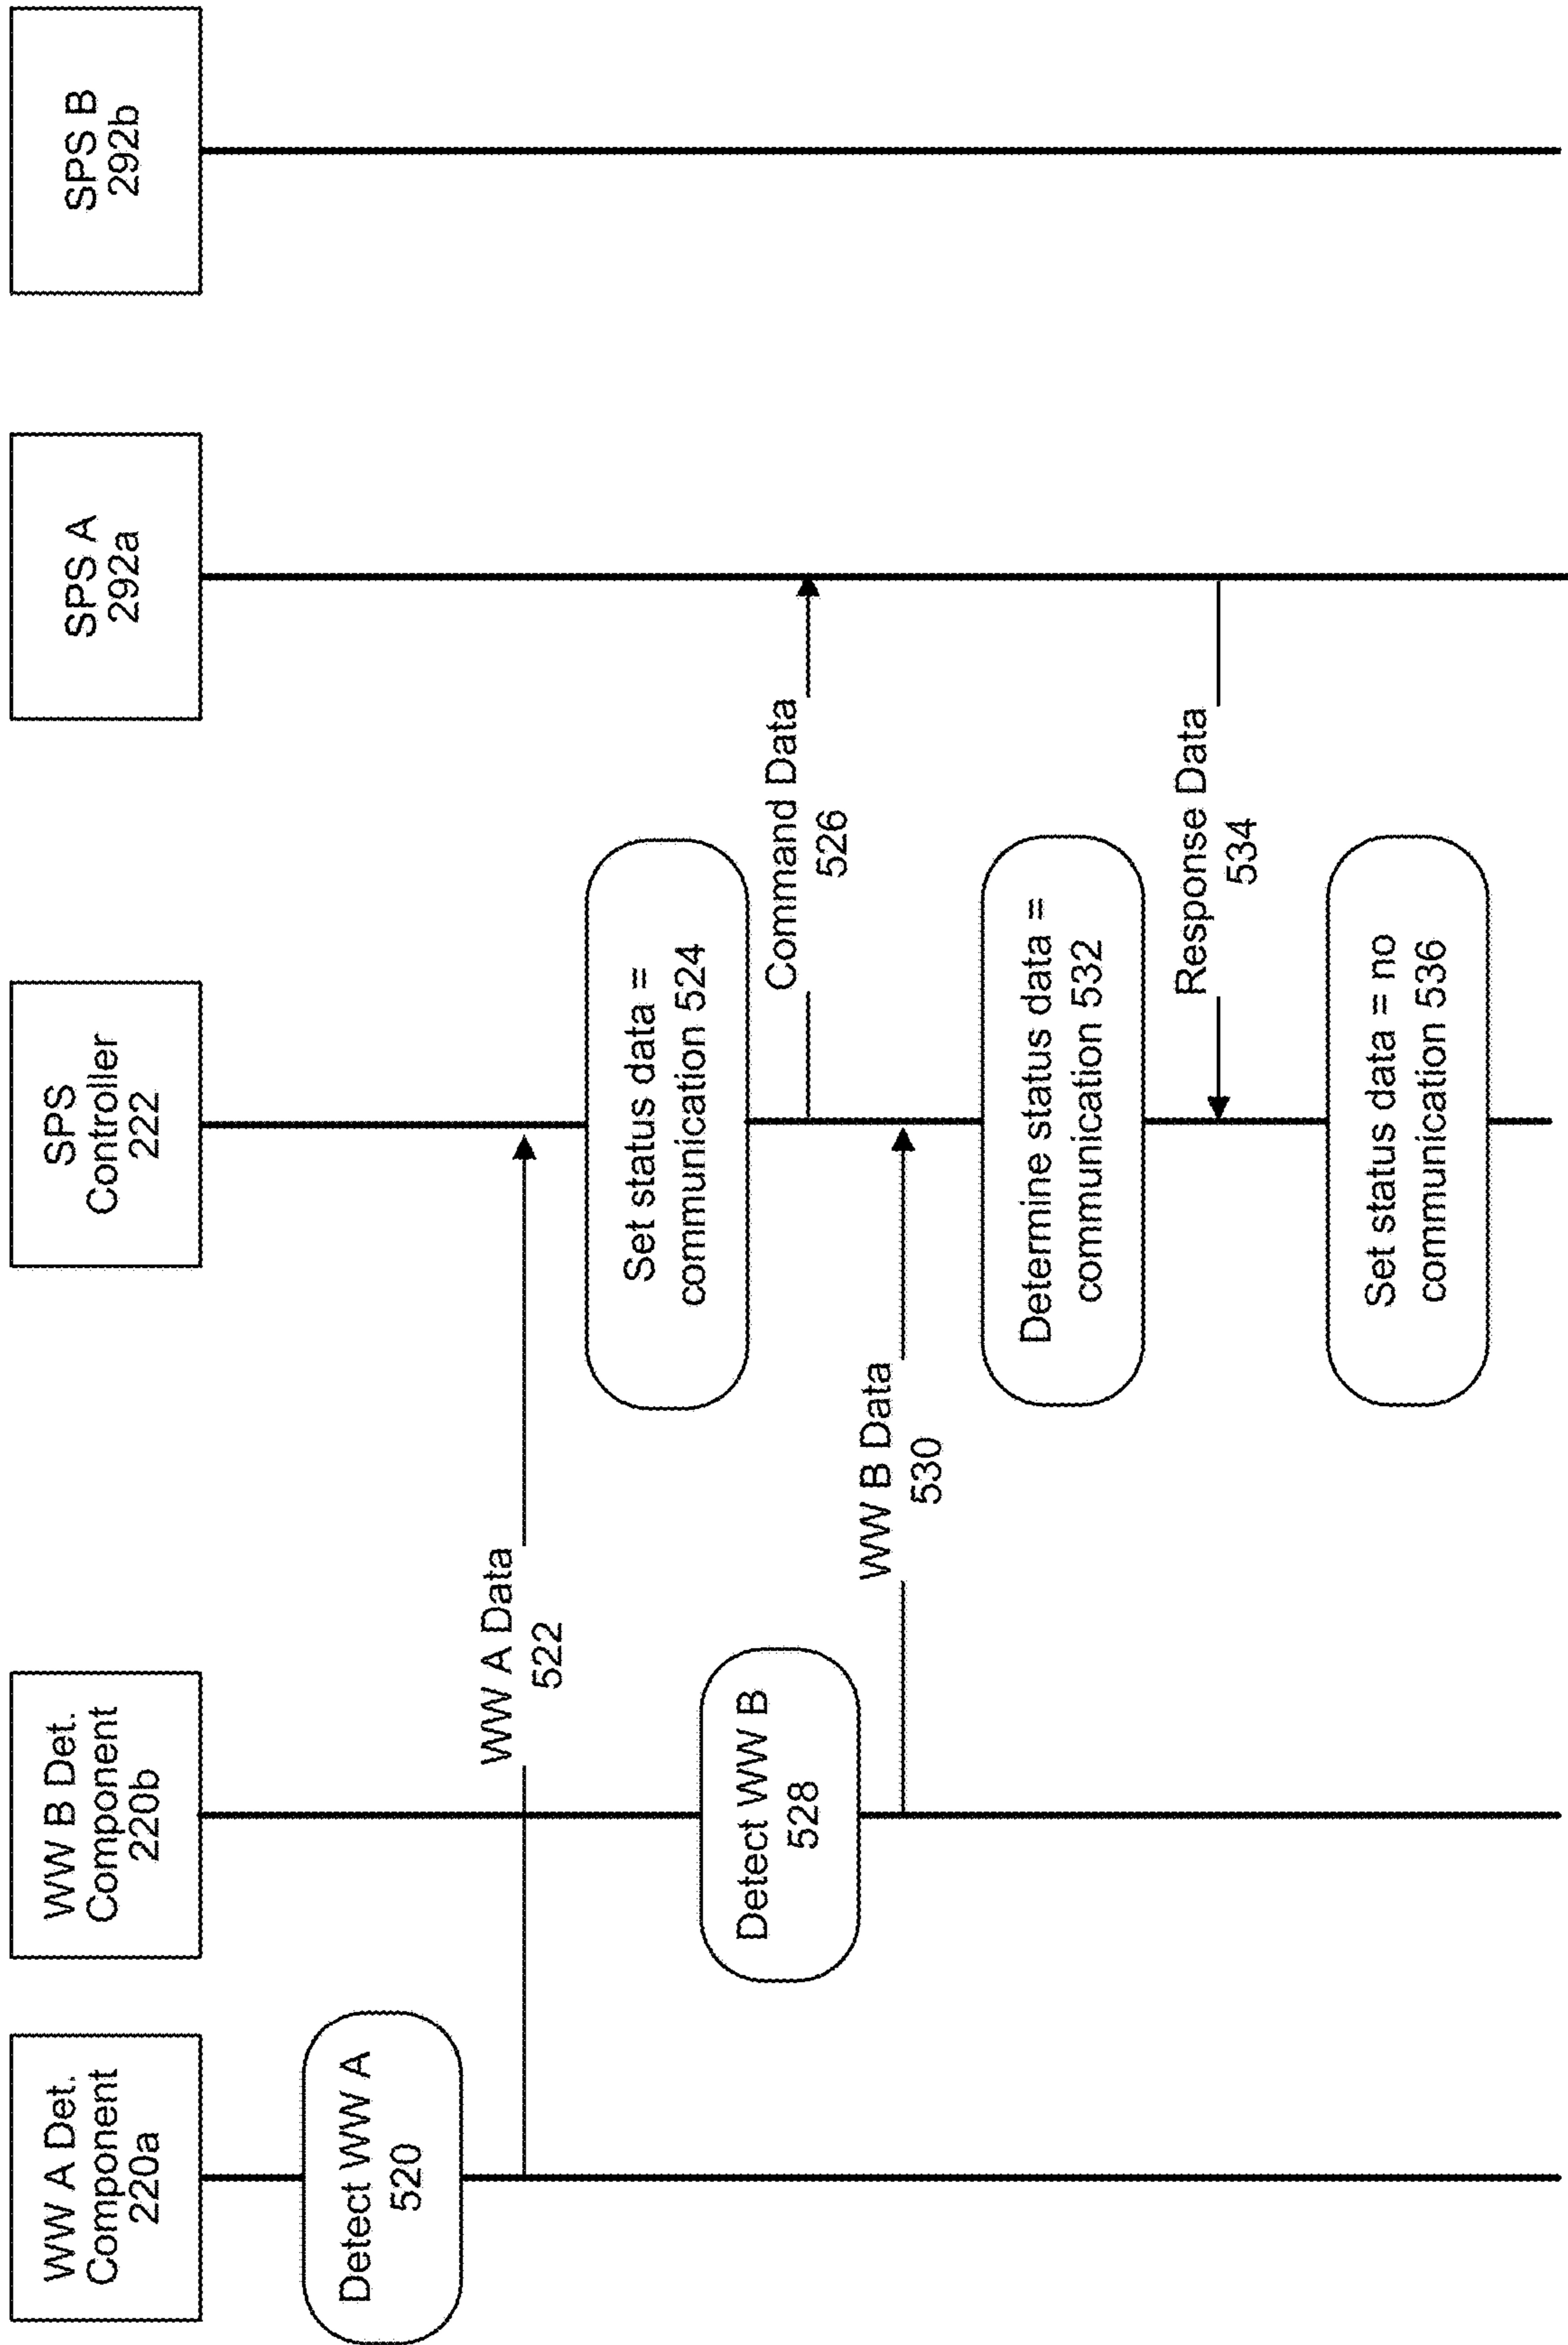 WW A Det.
Component
220a
WW B Det.
Component
220b
SPS
Controller
222
SPS A
292a
SPS B
292b
Detect WW A
520
WW A Data
522
Set status data =
communication 524
Command Data
526
Detect WW B
528
WW B Data
530
Determine status data =
communication 532
Response Data
534
Set status data = no
communication 536